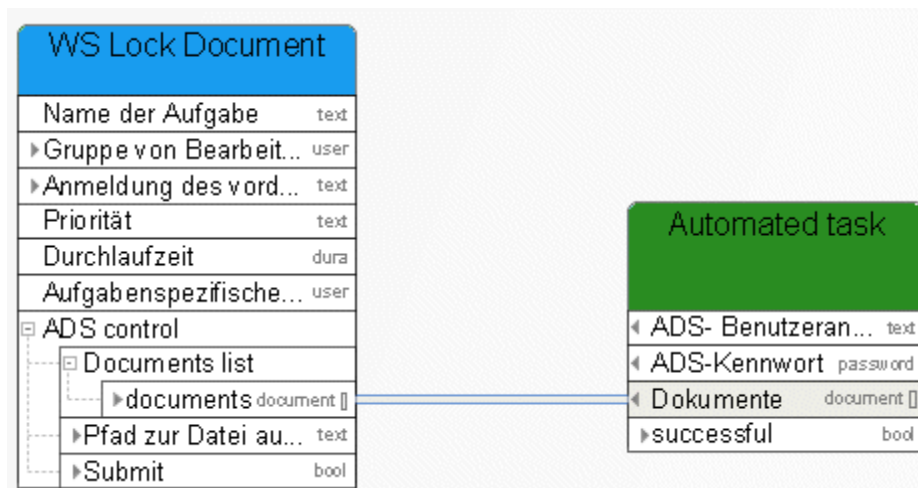 WS Lock Document
Name der Aufgabe text
Gruppe von Bearbeit... user
Anmeldung des vord... text
Priorität text
Durchlaufzeit dura
Aufgabenspezifische... user
ADS control
Documents list
documents document []
Pfad zur Datei au... text
Submit bool
Automated task
ADS- Benutzeran... text
ADS-Kennwort password
Dokumente document []
successful bool